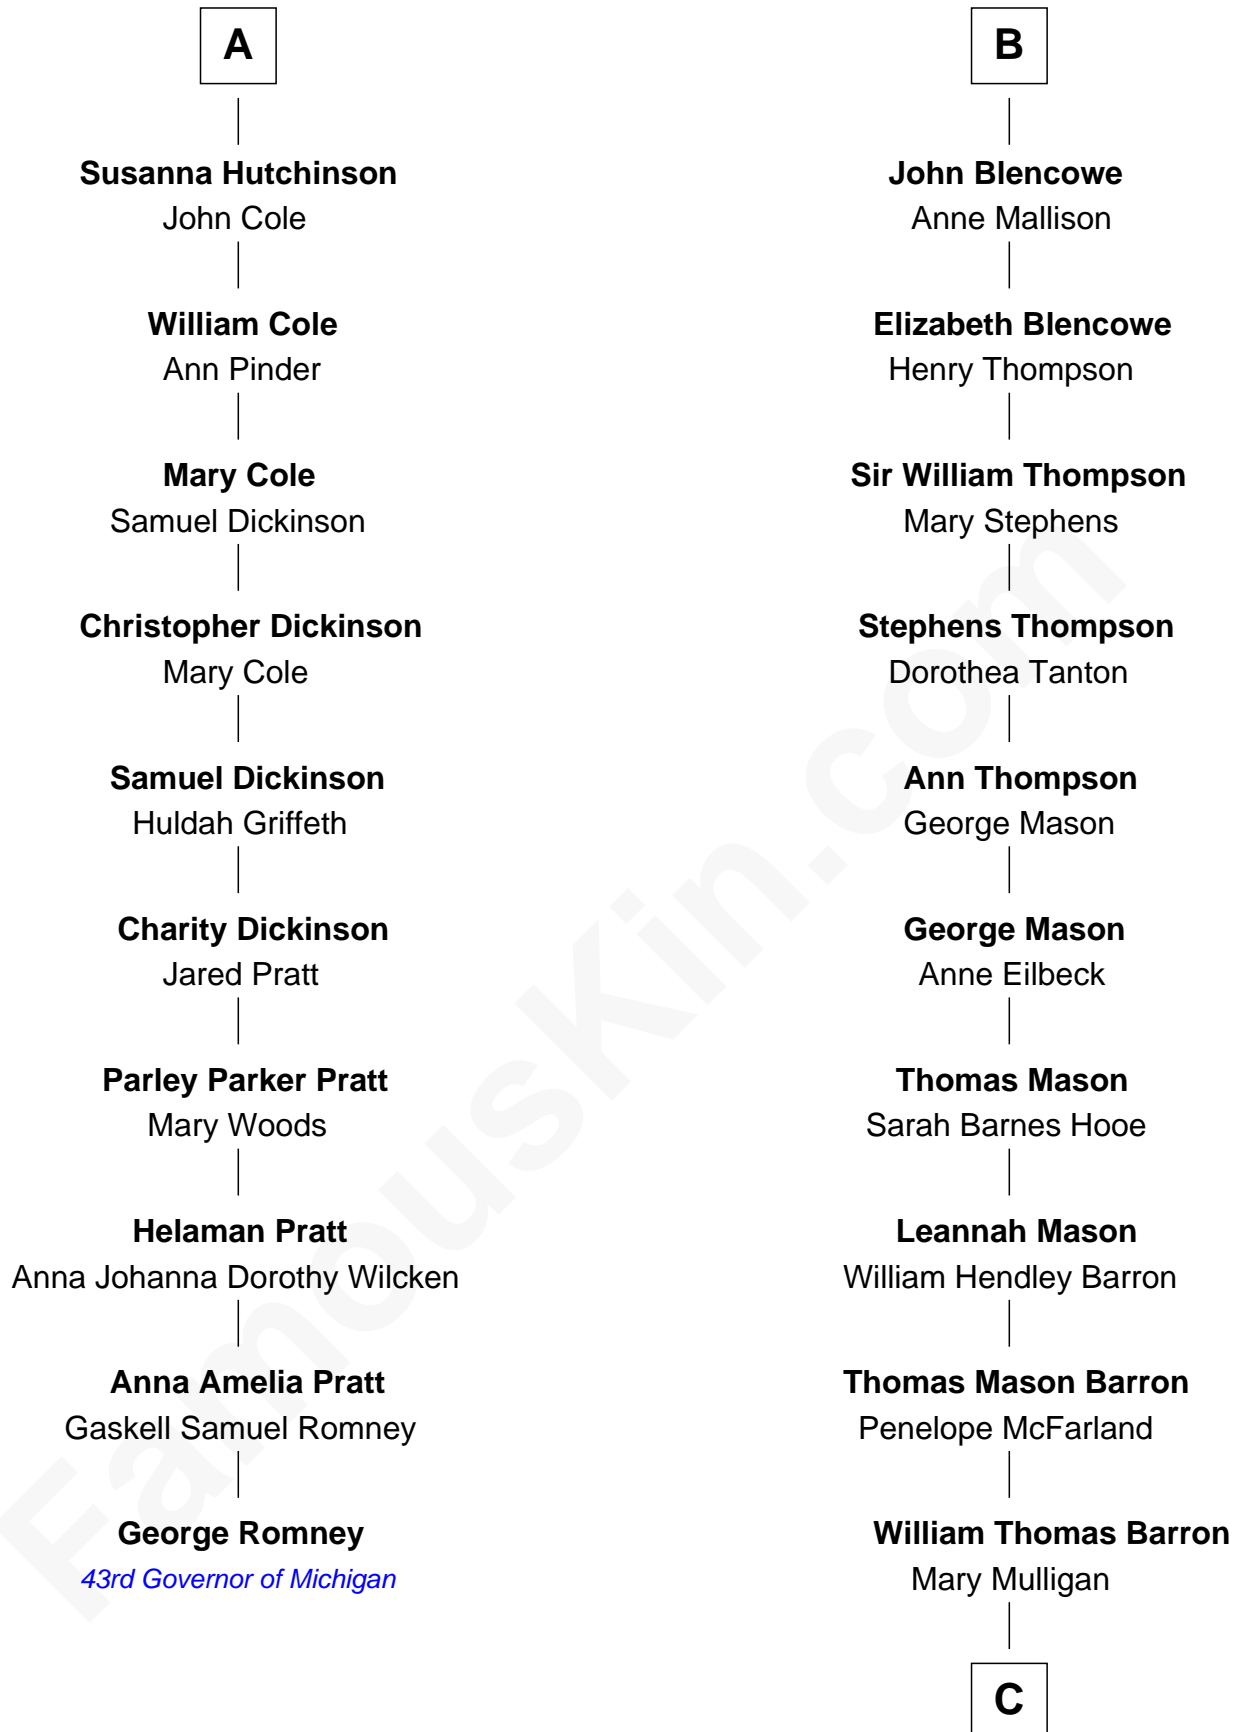 A
Susanna Hutchinson
John Cole
William Cole
Ann Pinder
Mary Cole
Samuel Dickinson
Christopher Dickinson
Mary Cole
Samuel Dickinson
Huldah Griffeth
Charity Dickinson
Jared Pratt
Parley Parker Pratt
Mary Woods
Helaman Pratt
Anna Johanna Dorothy Wilcken
Anna Amelia Pratt
Gaskell Samuel Romney
George Romney
43rd Governor of Michigan
B
John Blencowe
Anne Mallison
Elizabeth Blencowe
Henry Thompson
Sir William Thompson
Mary Stephens
Stephens Thompson
Dorothea Tanton
Ann Thompson
George Mason
George Mason
Anne Eilbeck
Thomas Mason
Sarah Barnes Hooe
Leannah Mason
William Hendley Barron
Thomas Mason Barron
Penelope McFarland
William Thomas Barron
Mary Mulligan
C
FamousKin.com